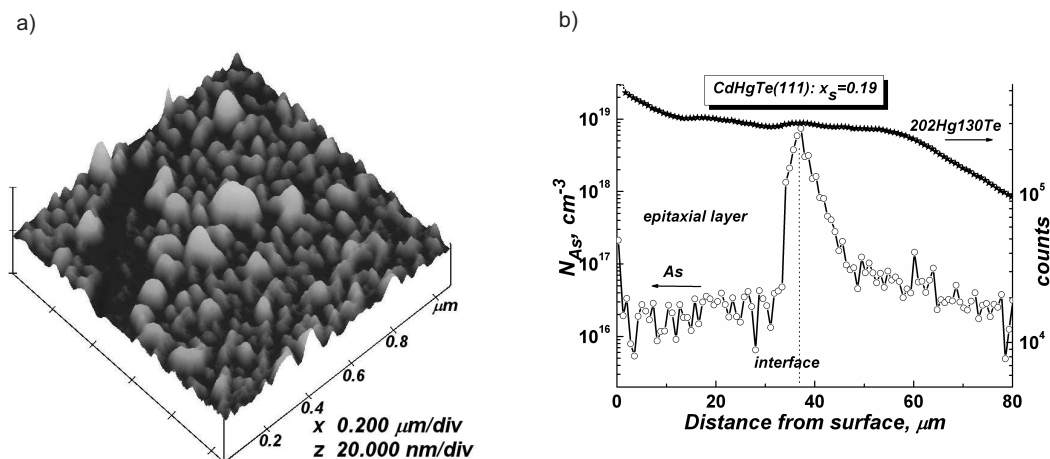 a)
μm
0.8
0.6
0.4
0.2
x 0.200 μm/div
z 20.000 nm/div
b)
CdHgTe(111): xs=0.19
202Hg130Te
epitaxial layer
As
interface
NAs, cm-3
10^19
10^18
10^17
10^16
10^5
10^4
counts
0 20 40 60 80
Distance from surface, μm